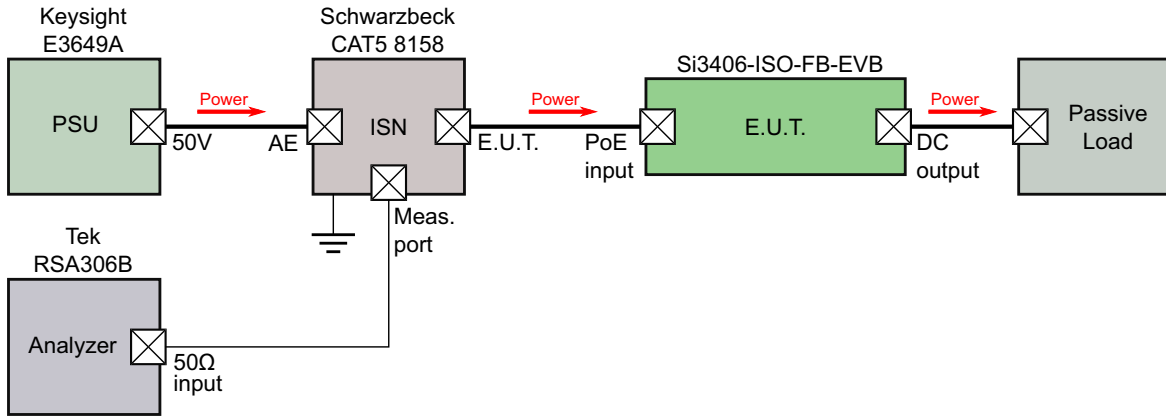 Keysight
E3649A
PSU
50V
Power
Schwarzbeck
CAT5 8158
AE
ISN
E.U.T.
Meas.
port
Power
Si3406-ISO-FB-EVB
PoE
input
E.U.T.
DC
output
Power
Passive
Load
Tek
RSA306B
Analyzer
50Ω
input